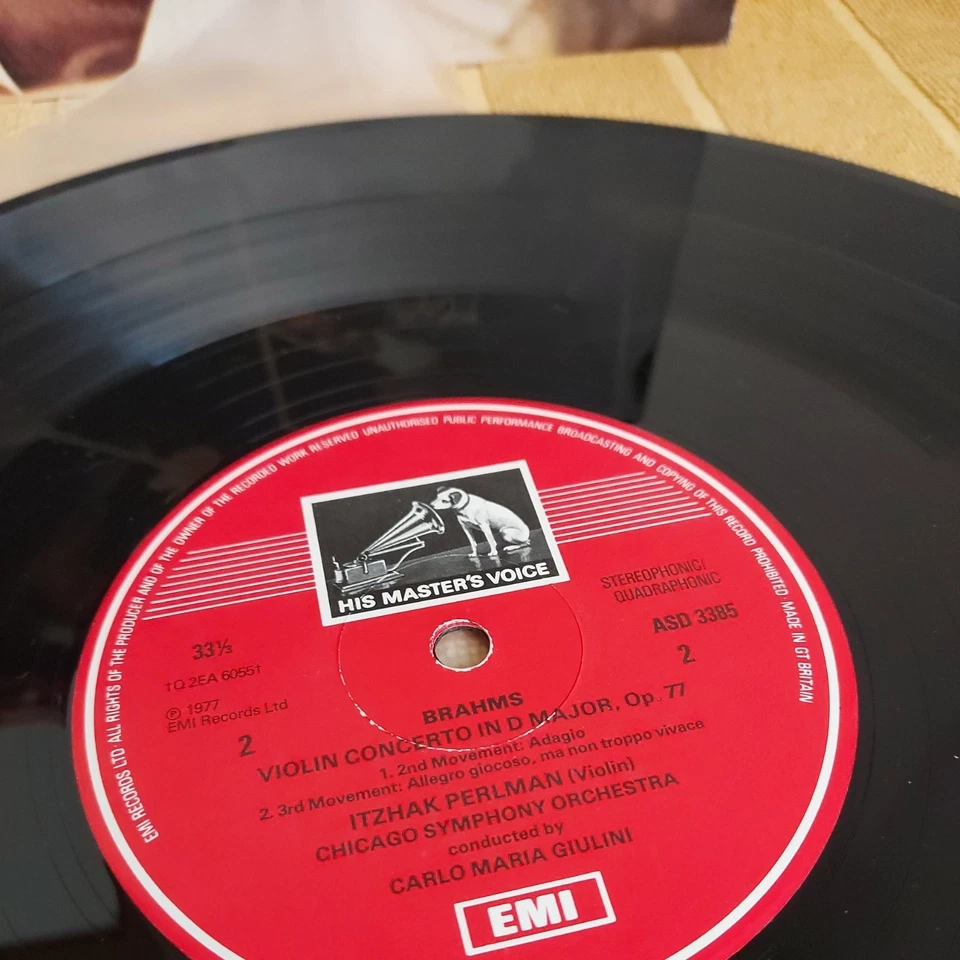 EMI RECORDS LTD·ALL RIGHTS OF THE PRODUCER AND OF THE OWNER OF THE RECORDED WORK RESERVED UNAUTHORISED PUBLIC PERFORMANCE BROADCASTING AND COPYING OF THIS RECORD PROHIBITED MADE IN GT BRITAIN
HIS MASTER'S VOICE
STEREOPHONIC/
QUADRAPHONIC
33⅓
ASD 3385
†Q 2EA 6055†
2
℗ 1977
EMI Records Ltd
2
BRAHMS
VIOLIN CONCERTO IN D MAJOR, Op. 77
1. 2nd Movement: Adagio
2. 3rd Movement: Allegro giocoso, ma non troppo vivace
ITZHAK PERLMAN (Violin)
CHICAGO SYMPHONY ORCHESTRA
conducted by
CARLO MARIA GIULINI
EMI